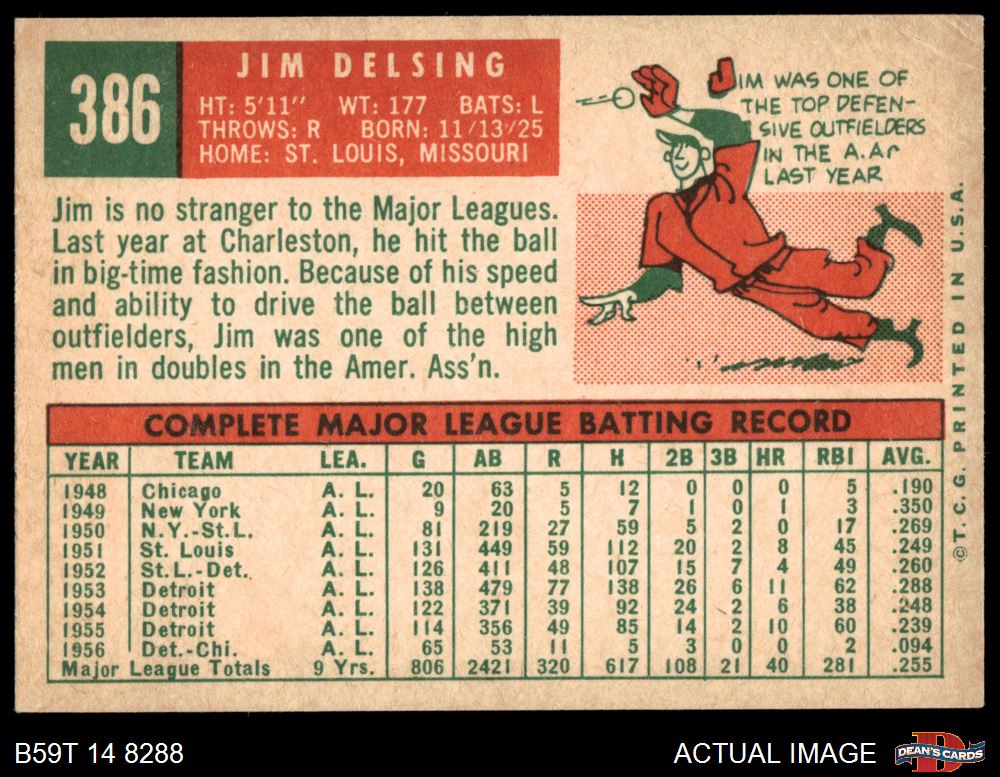 386
JIM DELSING
HT: 5'11" WT: 177 BATS: L
THROWS: R BORN: 11/13/25
HOME: ST. LOUIS, MISSOURI
JIM WAS ONE OF
THE TOP DEFEN-
SIVE OUTFIELDERS
IN THE A.A.
LAST YEAR
Jim is no stranger to the Major Leagues.
Last year at Charleston, he hit the ball
in big-time fashion. Because of his speed
and ability to drive the ball between
outfielders, Jim was one of the high
men in doubles in the Amer. Ass'n.
COMPLETE MAJOR LEAGUE BATTING RECORD
YEAR TEAM LEA. G AB R H 2B 3B HR RBI AVG.
1948 Chicago A. L. 20 63 5 12 0 0 0 5 .190
1949 New York A. L. 9 20 5 7 1 0 1 3 .350
1950 N.Y.-St.L. A. L. 81 219 27 59 5 2 0 17 .269
1951 St. Louis A. L. 131 449 59 112 20 2 8 45 .249
1952 St.L.-Det. A. L. 126 411 48 107 15 7 4 49 .260
1953 Detroit A. L. 138 479 77 138 26 6 11 62 .288
1954 Detroit A. L. 122 371 39 92 24 2 6 38 .248
1955 Detroit A. L. 114 356 49 85 14 2 10 60 .239
1956 Det.-Chi. A. L. 65 53 11 5 3 0 0 2 .094
Major League Totals 9 Yrs. 806 2421 320 617 108 21 40 281 .255
© T. C. G. PRINTED IN U.S.A.
B59T 14 8288
ACTUAL IMAGE
DEAN'S CARDS